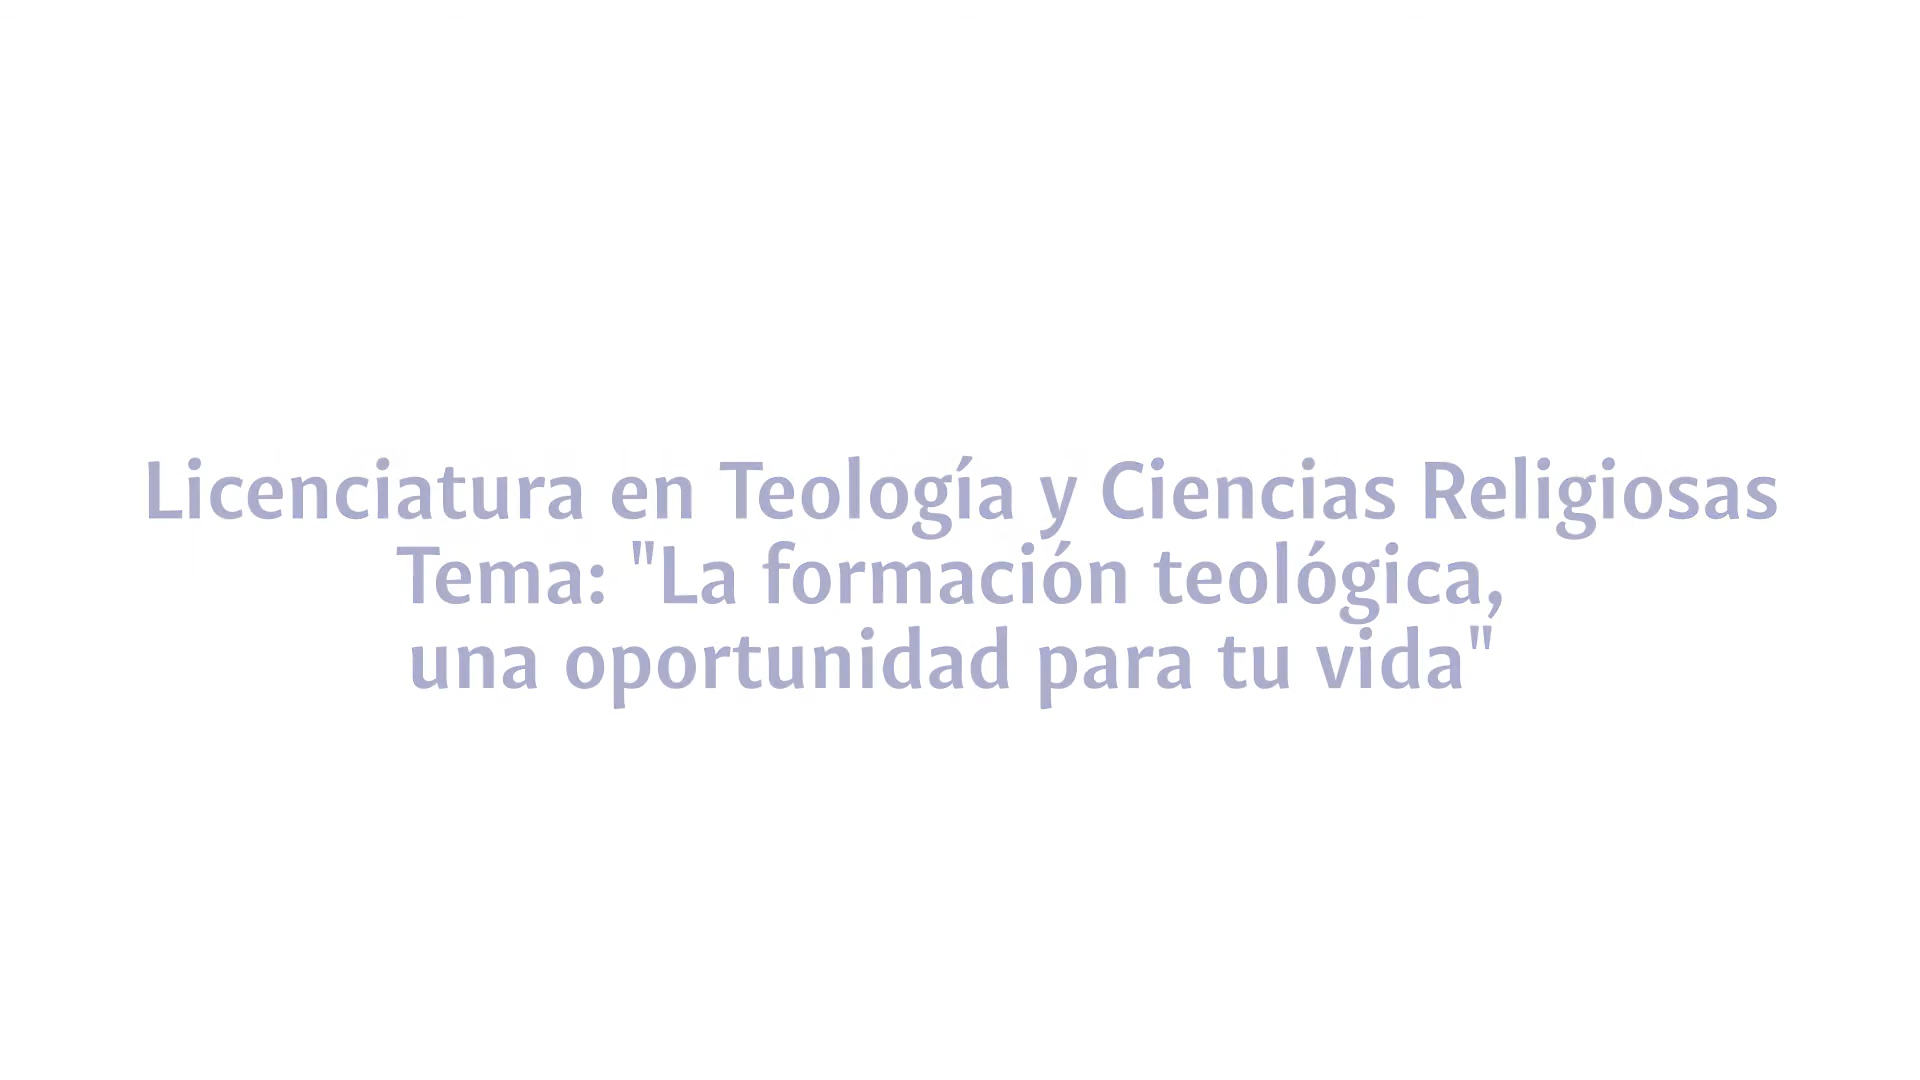 Licenciatura en Teología y Ciencias Religiosas
Tema: "La formación teológica,
una oportunidad para tu vida"